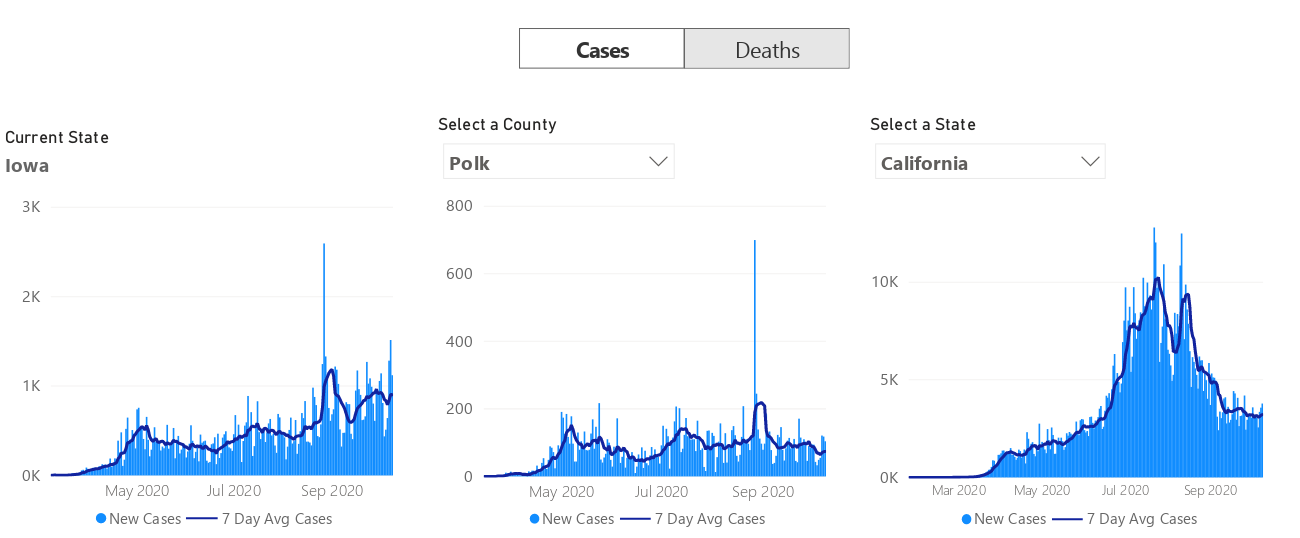 Cases Deaths
Current State
Iowa
3K
2K
1K
0K
May 2020 Jul 2020 Sep 2020
New Cases 7 Day Avg Cases
Select a County
Polk
800
600
400
200
0
May 2020 Jul 2020 Sep 2020
New Cases 7 Day Avg Cases
Select a State
California
10K
5K
0K
Mar 2020 May 2020 Jul 2020 Sep 2020
New Cases 7 Day Avg Cases